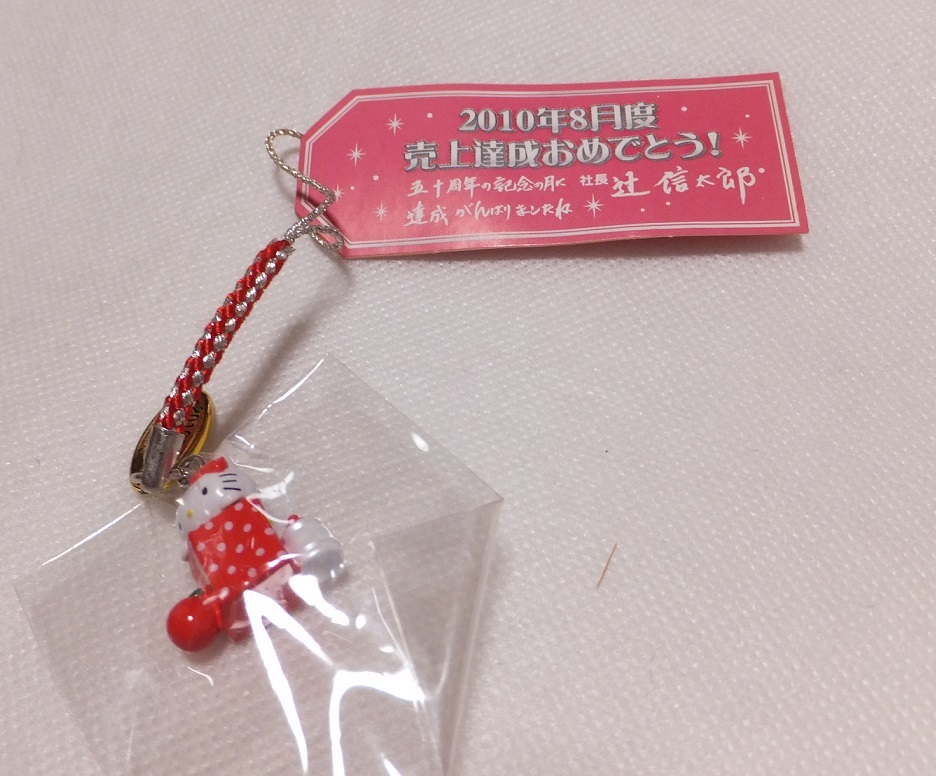 2010年8月度
売上達成おめでとう!
五十周年の記念の月に 社長 辻 信太郎
達成がんばりましたね